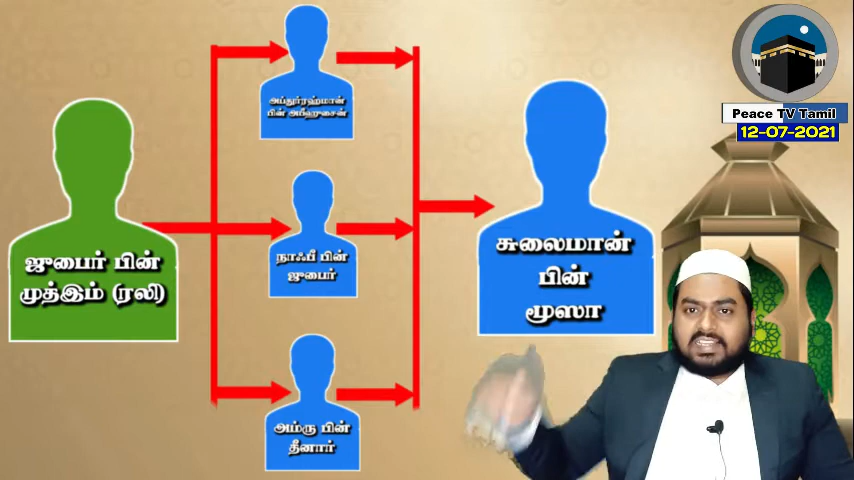 ஜுபைர் பின்
முத்இம் (ரலி)
அப்துர்ரஹ்மான்
பின் அபீஹுசைன்
நாஃபீ பின்
ஜுபைர்
அம்ரு பின்
தீனார்
சுலைமான்
பின்
மூஸா
Peace TV Tamil
12-07-2021